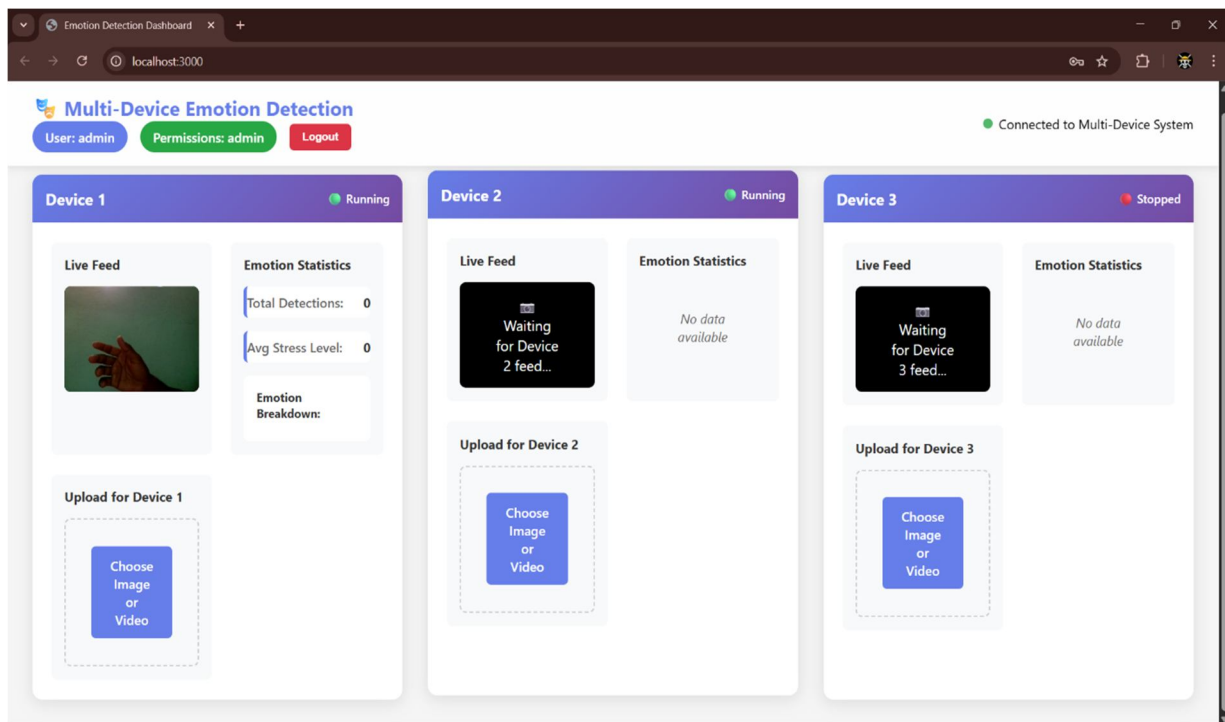 Emotion Detection Dashboard
localhost:3000
Multi-Device Emotion Detection
User: admin
Permissions: admin
Logout
Connected to Multi-Device System
Device 1
Running
Live Feed
Emotion Statistics
Total Detections: 0
Avg Stress Level: 0
Emotion
Breakdown:
Upload for Device 1
Choose
Image
or
Video
Device 2
Running
Live Feed
Waiting
for Device
2 feed...
Emotion Statistics
No data
available
Upload for Device 2
Choose
Image
or
Video
Device 3
Stopped
Live Feed
Waiting
for Device
3 feed...
Emotion Statistics
No data
available
Upload for Device 3
Choose
Image
or
Video